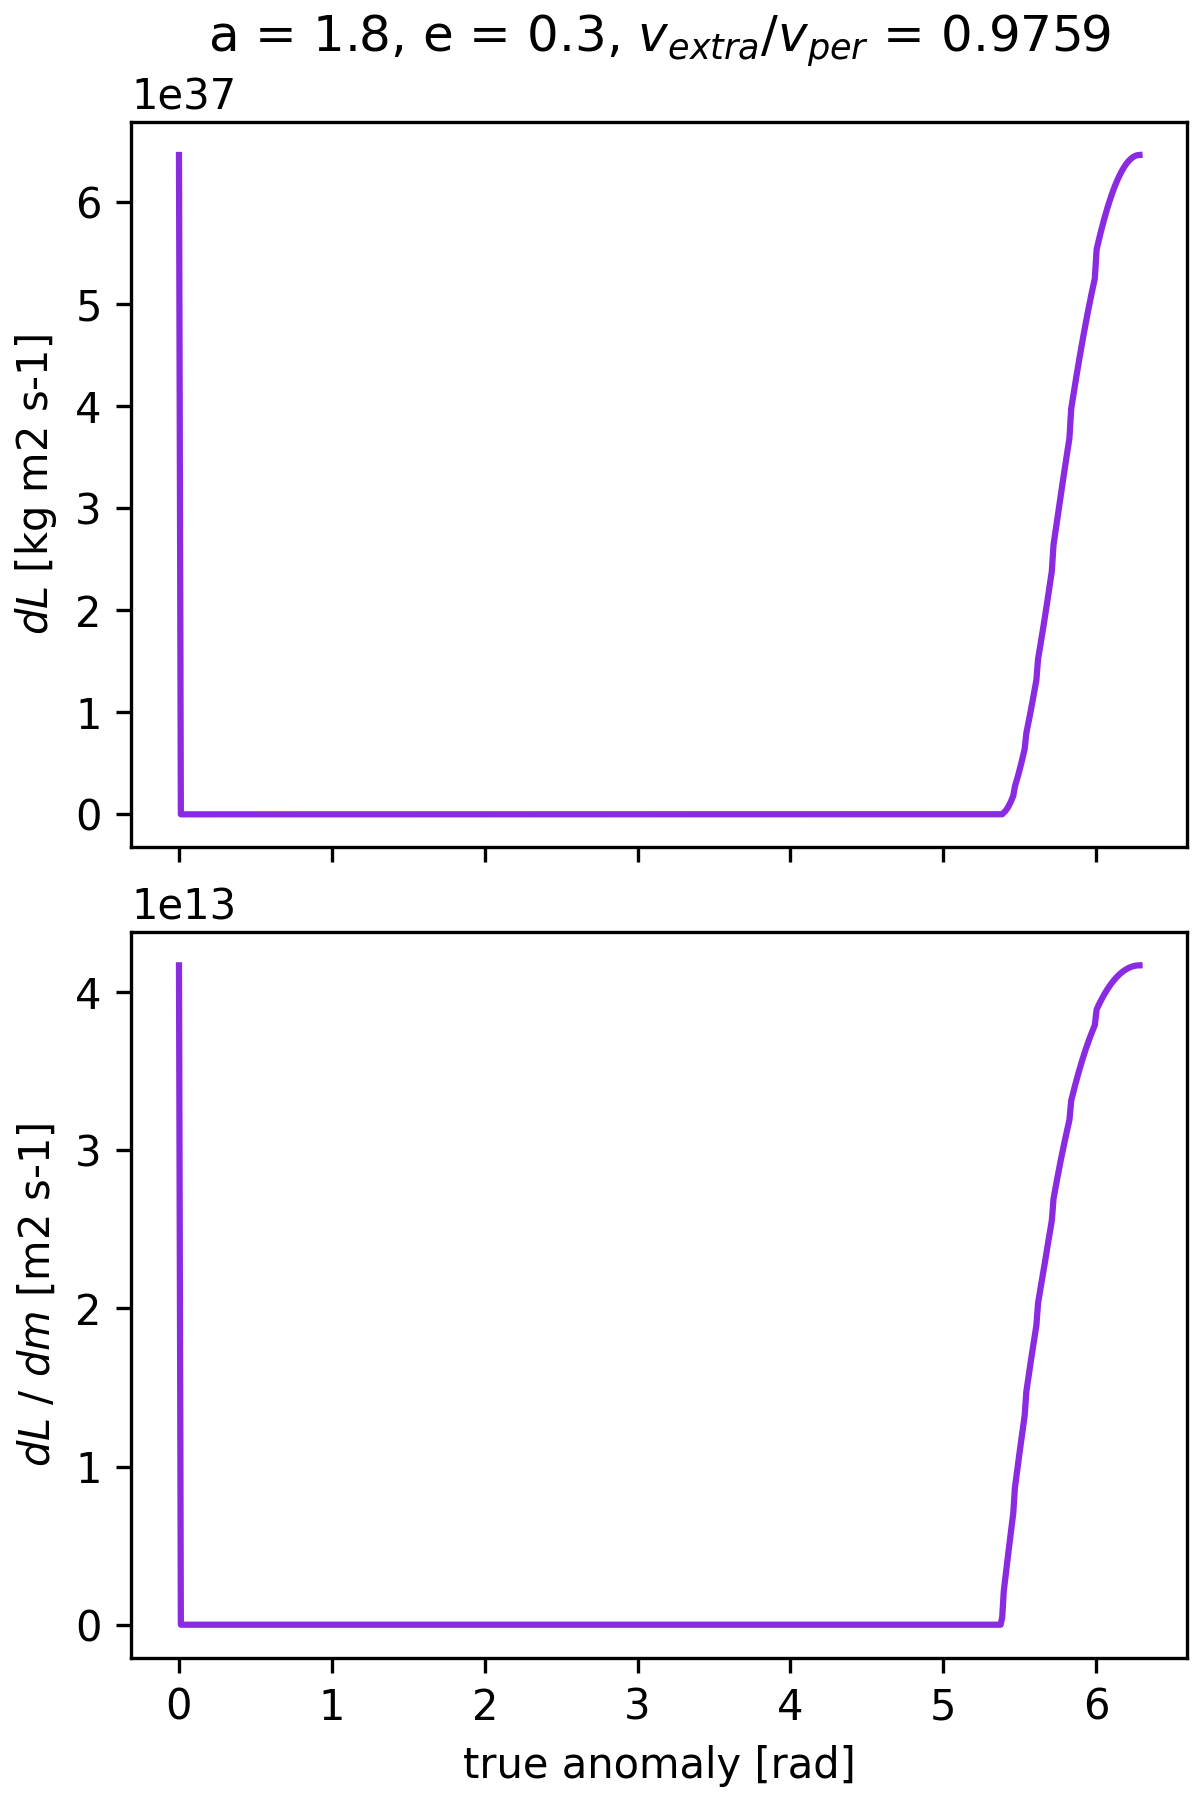 a = 1.8, e = 0.3, v_extra/v_per = 0.9759
1e37
6
5
4
3
2
1
0
dL [kg m2 s-1]
1e13
4
3
2
1
0
dL / dm [m2 s-1]
0 1 2 3 4 5 6
true anomaly [rad]